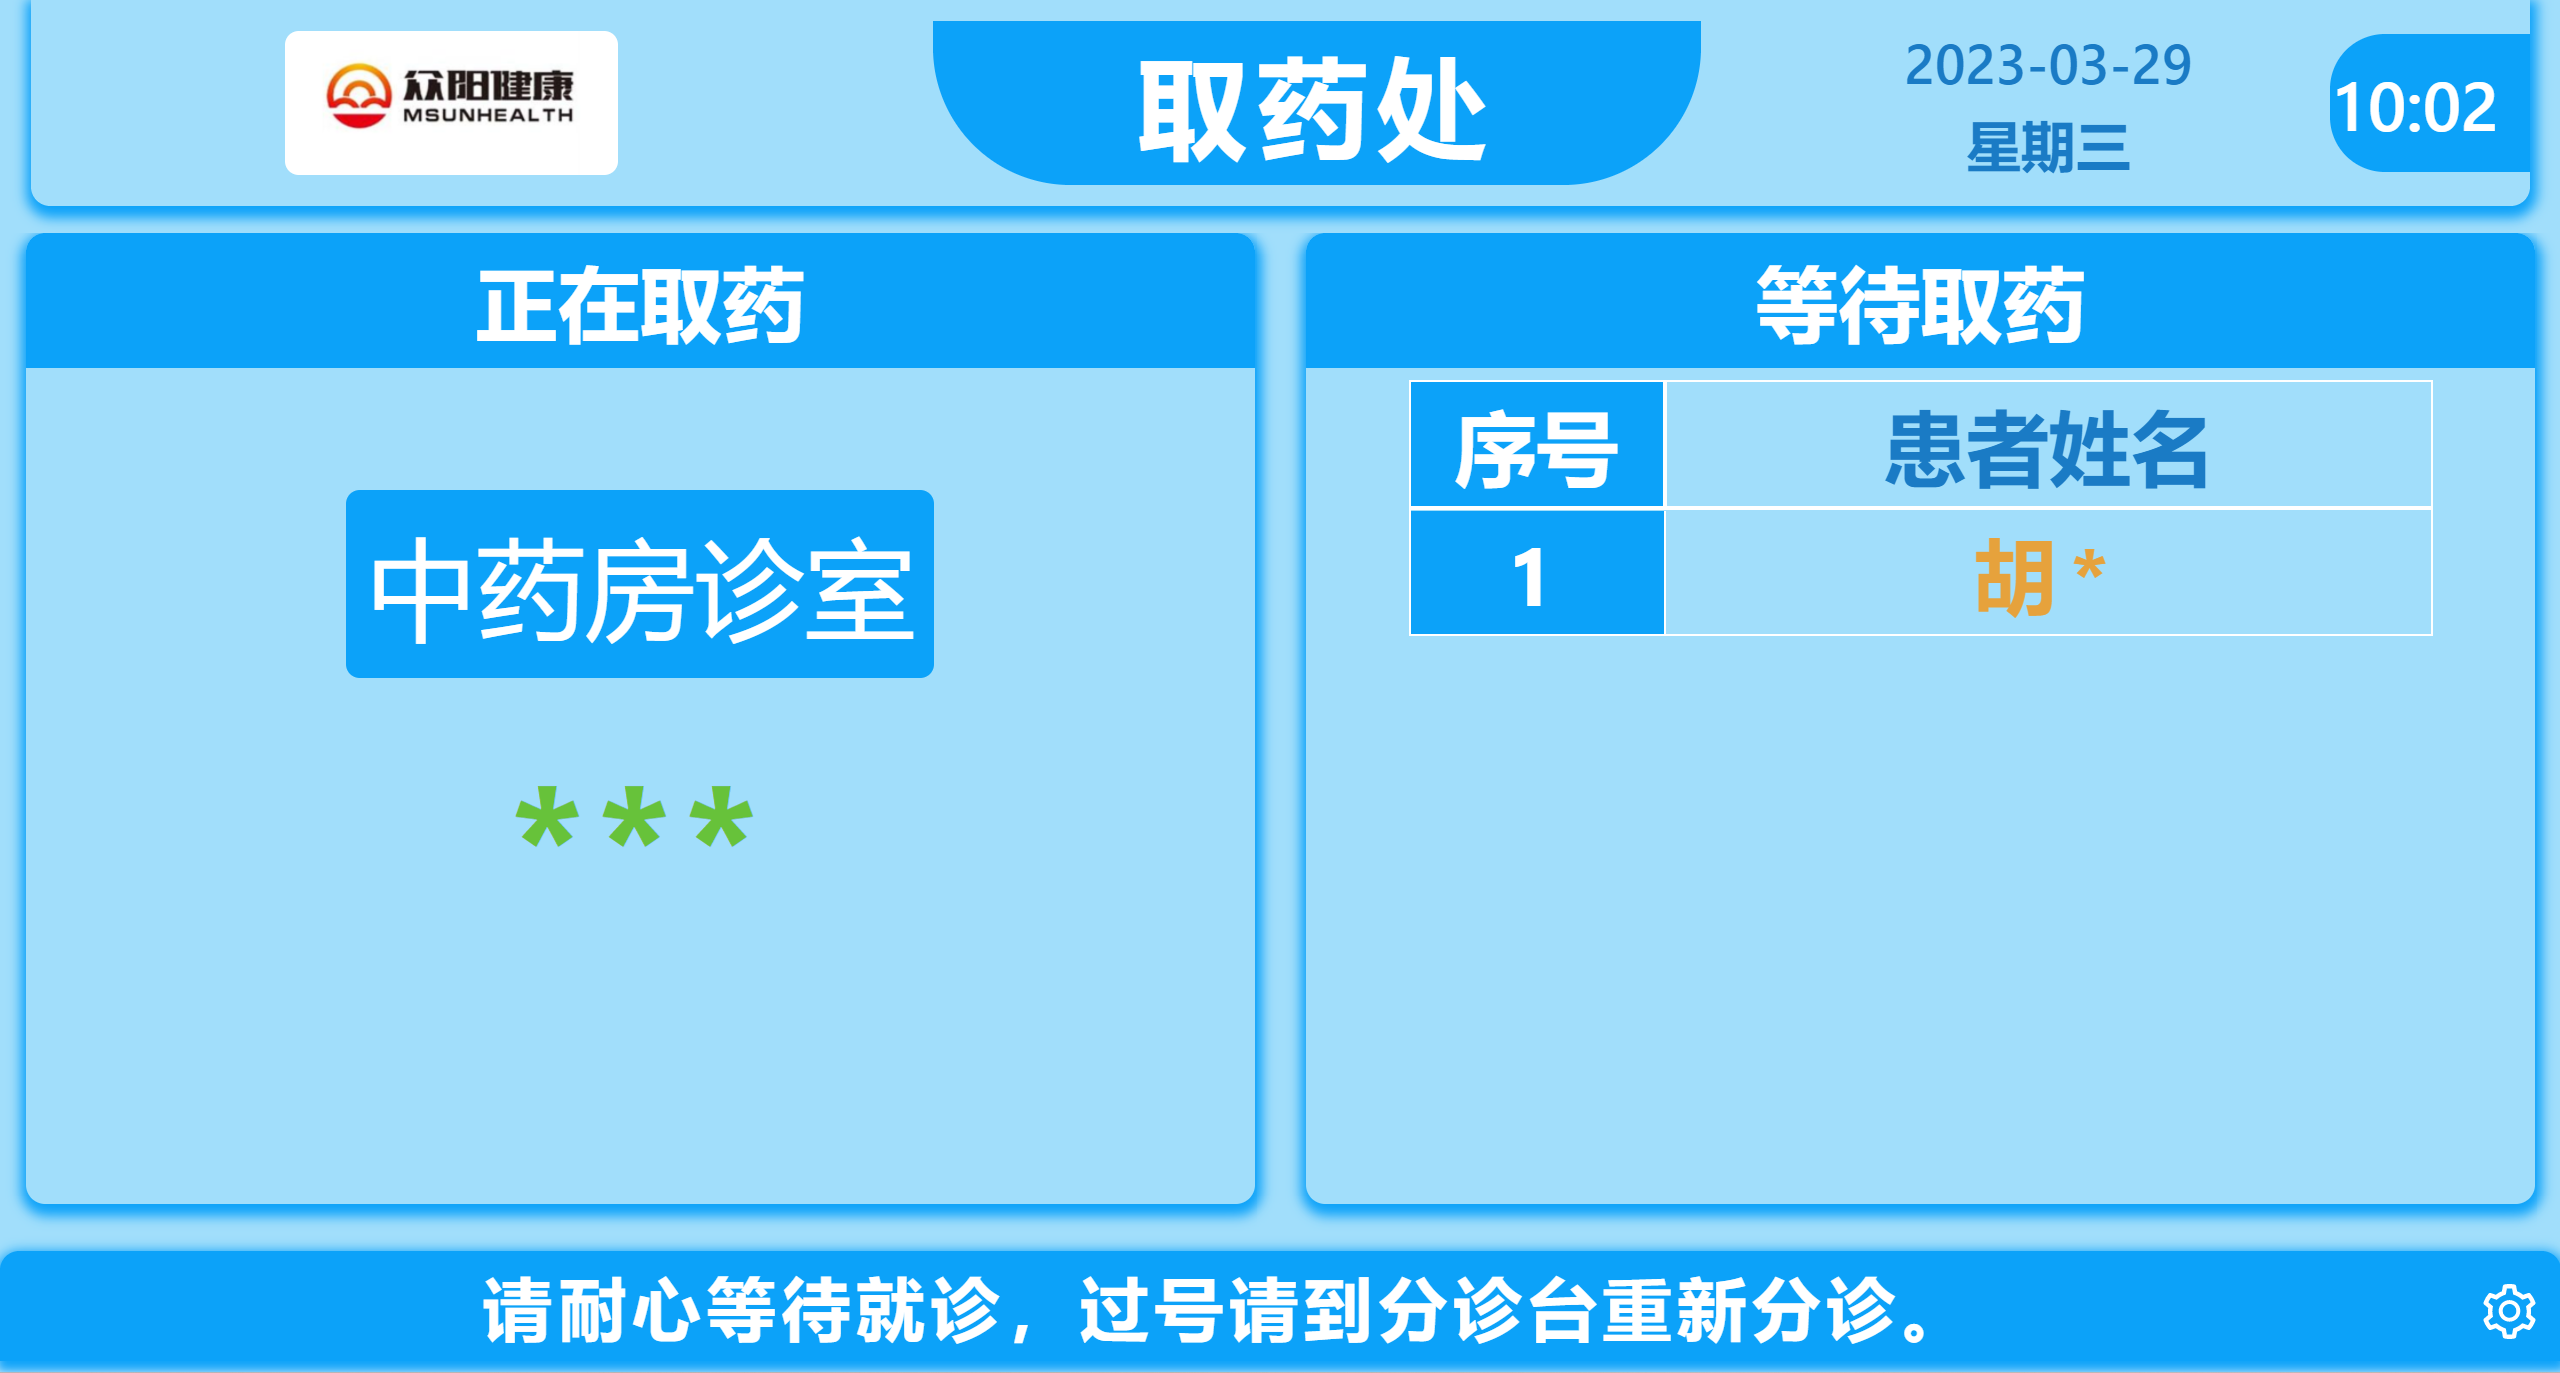 众阳健康
MSUNHEALTH
取药处
2023-03-29
星期三
10:02
正在取药
中药房诊室
***
等待取药
序号 患者姓名
1 胡*
请耐心等待就诊，过号请到分诊台重新分诊。